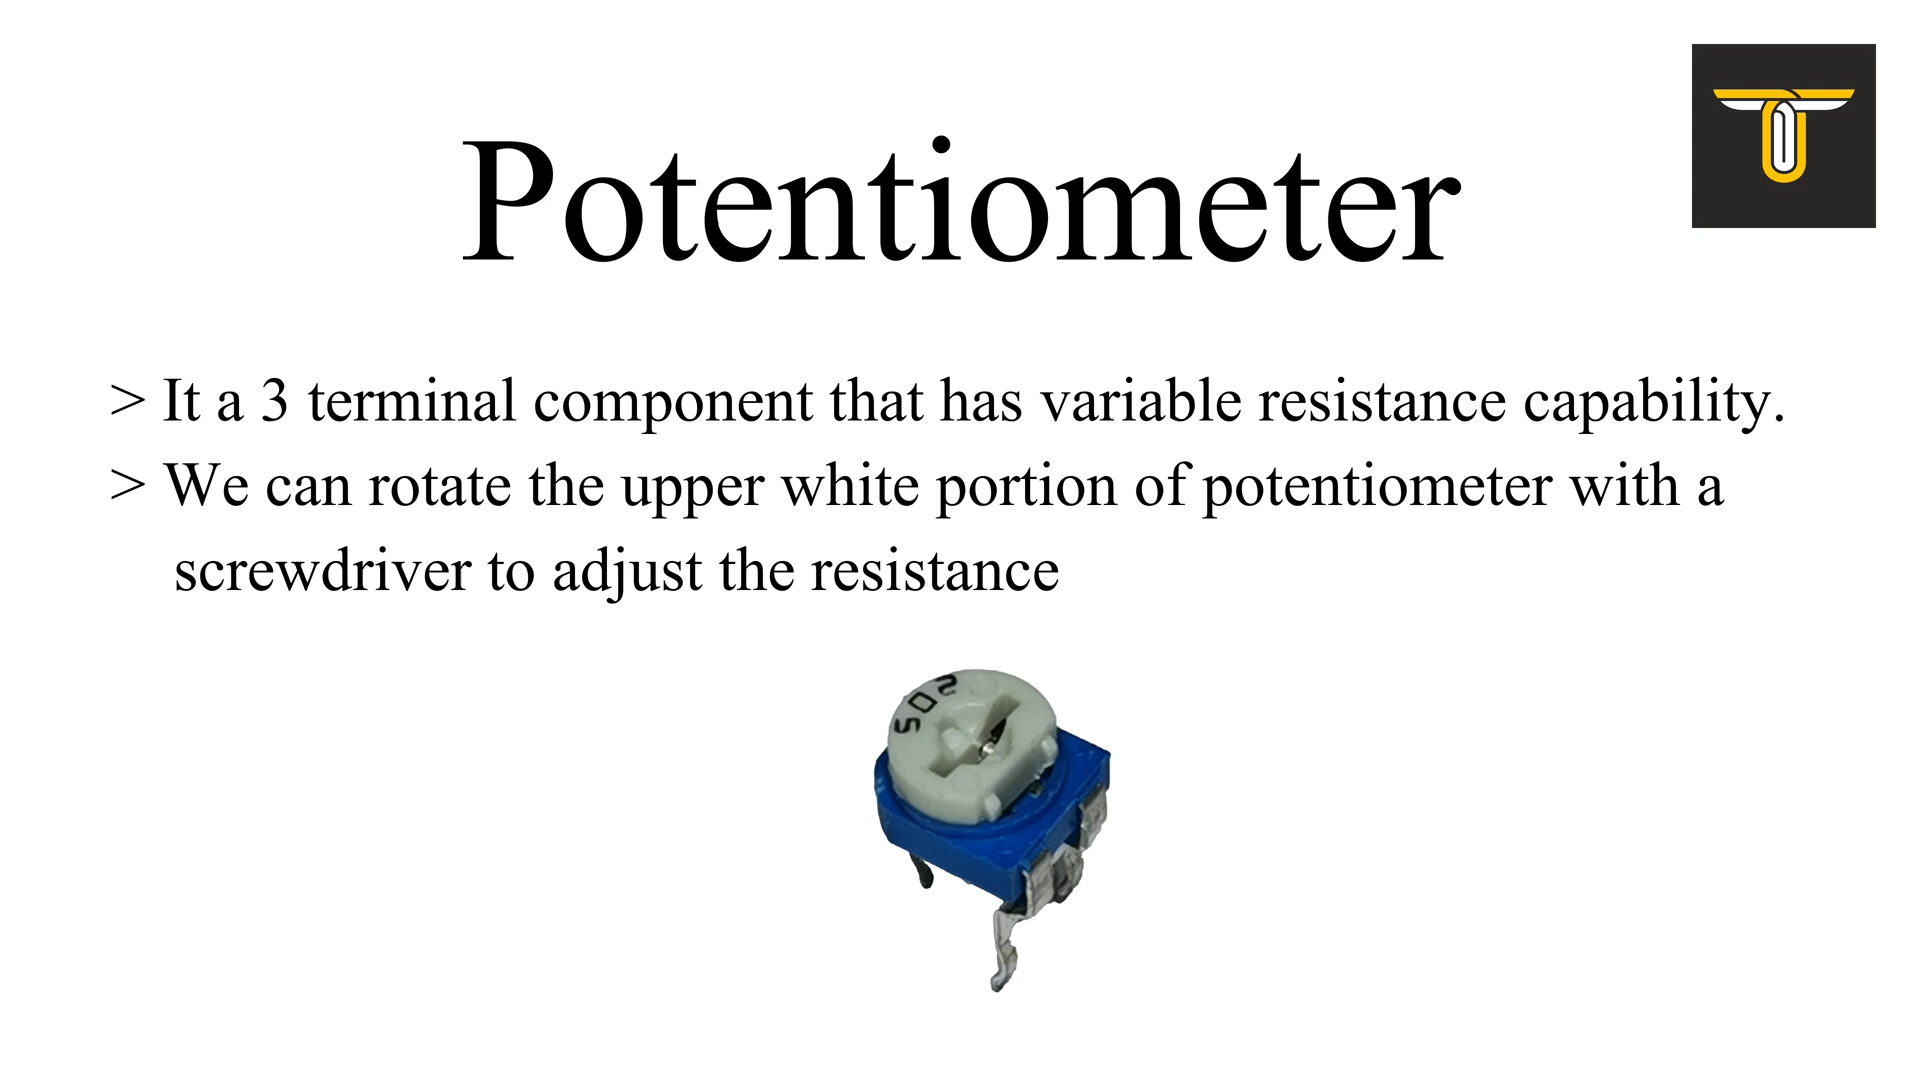 Potentiometer
> It a 3 terminal component that has variable resistance capability.
> We can rotate the upper white portion of potentiometer with a
screwdriver to adjust the resistance
502